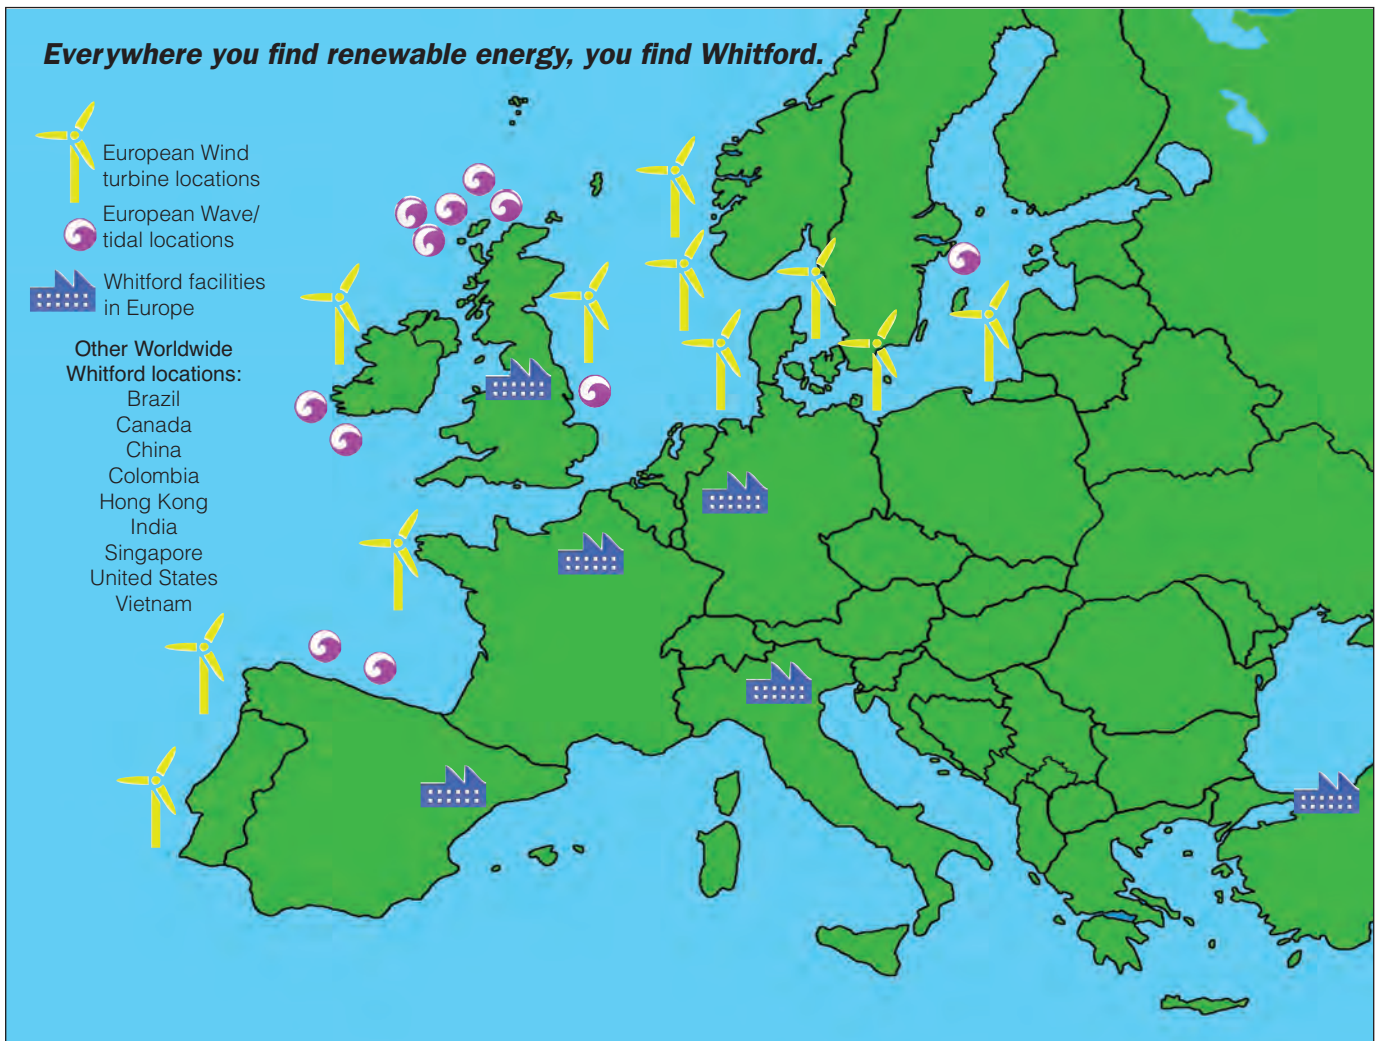 Everywhere you find renewable energy, you find Whitford.
European Wind
turbine locations
European Wave/
tidal locations
Whitford facilities
in Europe
Other Worldwide
Whitford locations:
Brazil
Canada
China
Colombia
Hong Kong
India
Singapore
United States
Vietnam